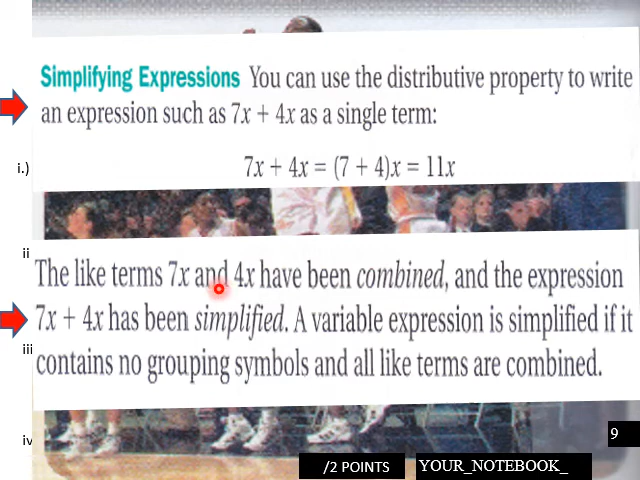 Simplifying Expressions You can use the distributive property to write
an expression such as 7x + 4x as a single term:
i.)
7x + 4x = (7 + 4)x = 11x
ii
The like terms 7x and 4x have been combined, and the expression
7x + 4x has been simplified. A variable expression is simplified if it
iii
contains no grouping symbols and all like terms are combined.
iv
9
/2 POINTS
YOUR_NOTEBOOK_